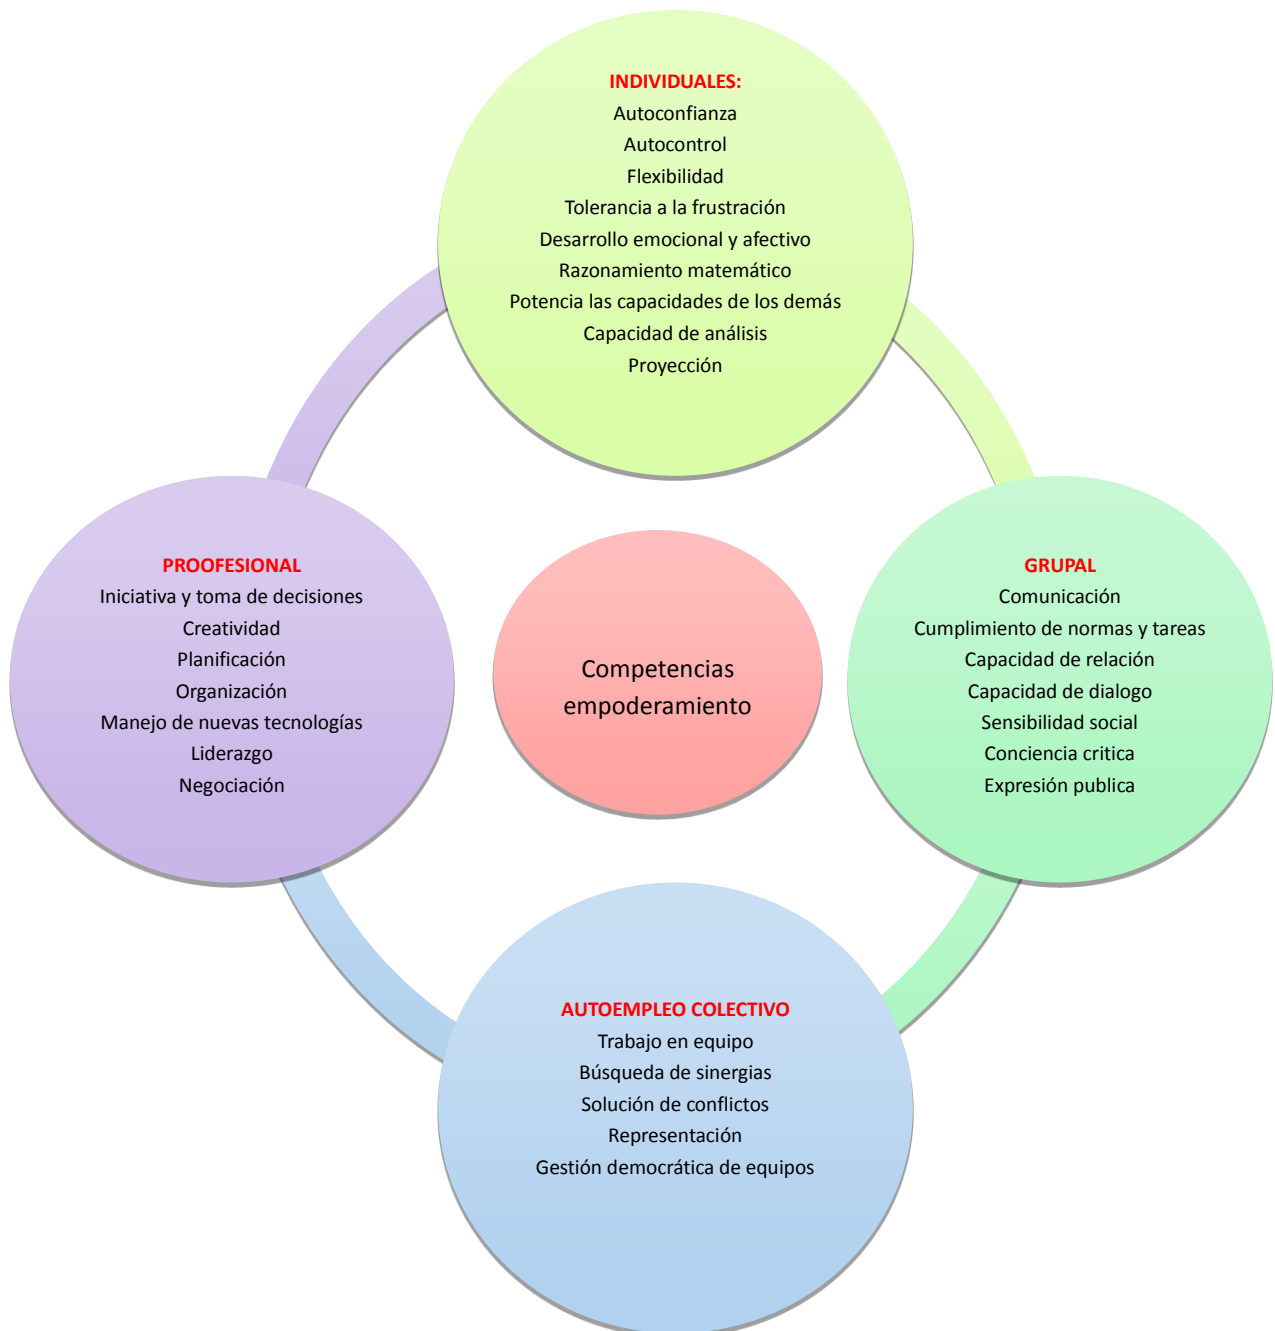 INDIVIDUALES:
Autoconfianza
Autocontrol
Flexibilidad
Tolerancia a la frustración
Desarrollo emocional y afectivo
Razonamiento matemático
Potencia las capacidades de los demás
Capacidad de análisis
Proyección
PROOFESIONAL
Iniciativa y toma de decisiones
Creatividad
Planificación
Organización
Manejo de nuevas tecnologías
Liderazgo
Negociación
Competencias
empoderamiento
GRUPAL
Comunicación
Cumplimiento de normas y tareas
Capacidad de relación
Capacidad de dialogo
Sensibilidad social
Conciencia critica
Expresión publica
AUTOEMPLEO COLECTIVO
Trabajo en equipo
Búsqueda de sinergias
Solución de conflictos
Representación
Gestión democrática de equipos